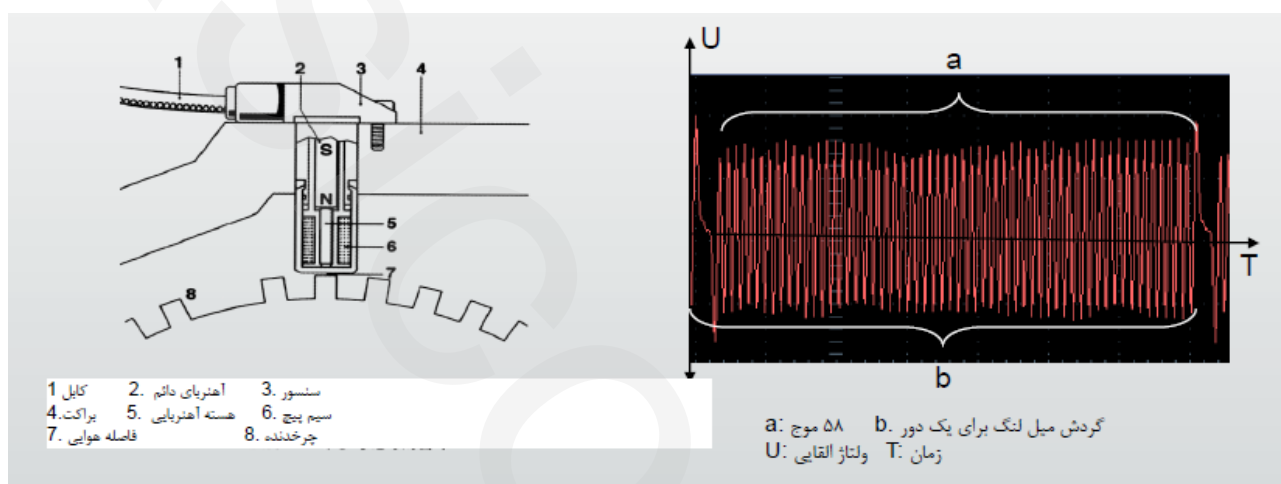 1
2
3
4
S
N
5
6
7
8
1 کابل 2. آهنربای دائم 3. سنسور
4. براکت 5. هسته آهنربایی 6. سیم پیچ
7. فاصله هوایی 8. چرخدنده
U
a
T
b
a: ۵۸ موج b. گردش میل لنگ برای یک دور
U: ولتاژ القایی T: زمان